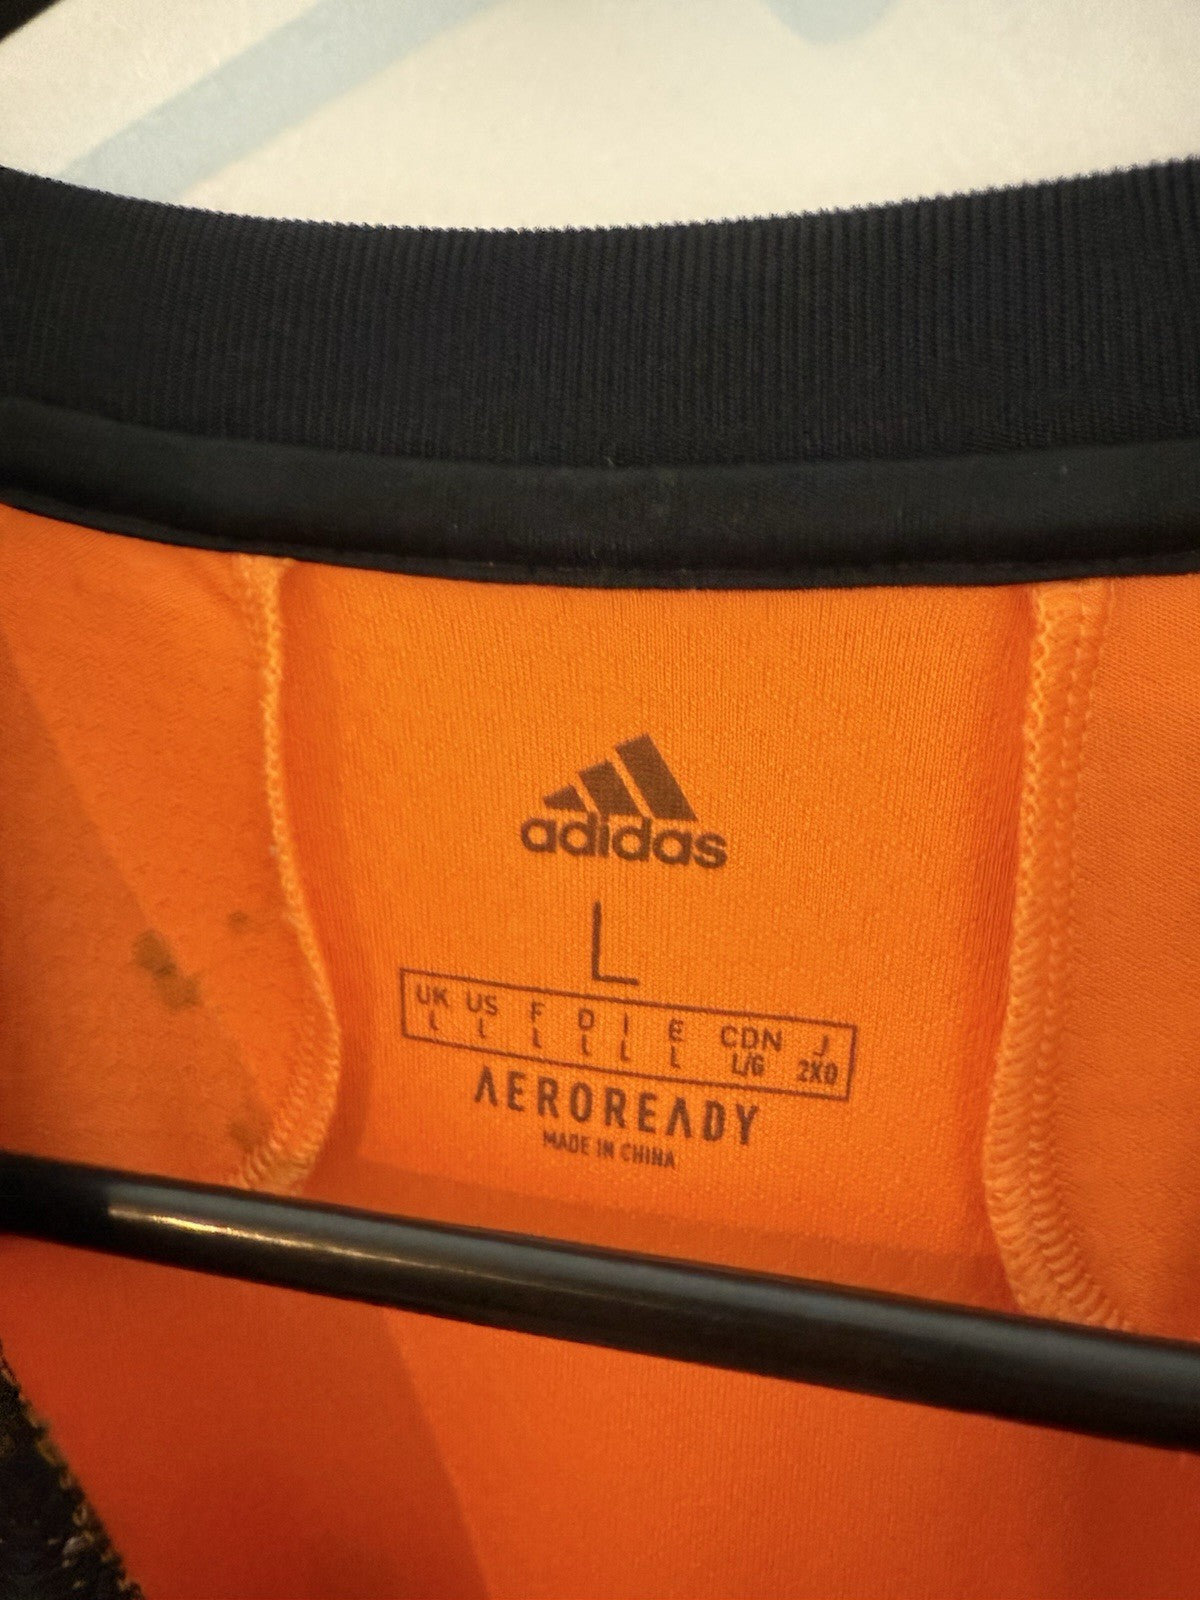 adidas
L
UK US F D I E CDN J
L L L L L L L/G 2XO
AEROREADY
MADE IN CHINA